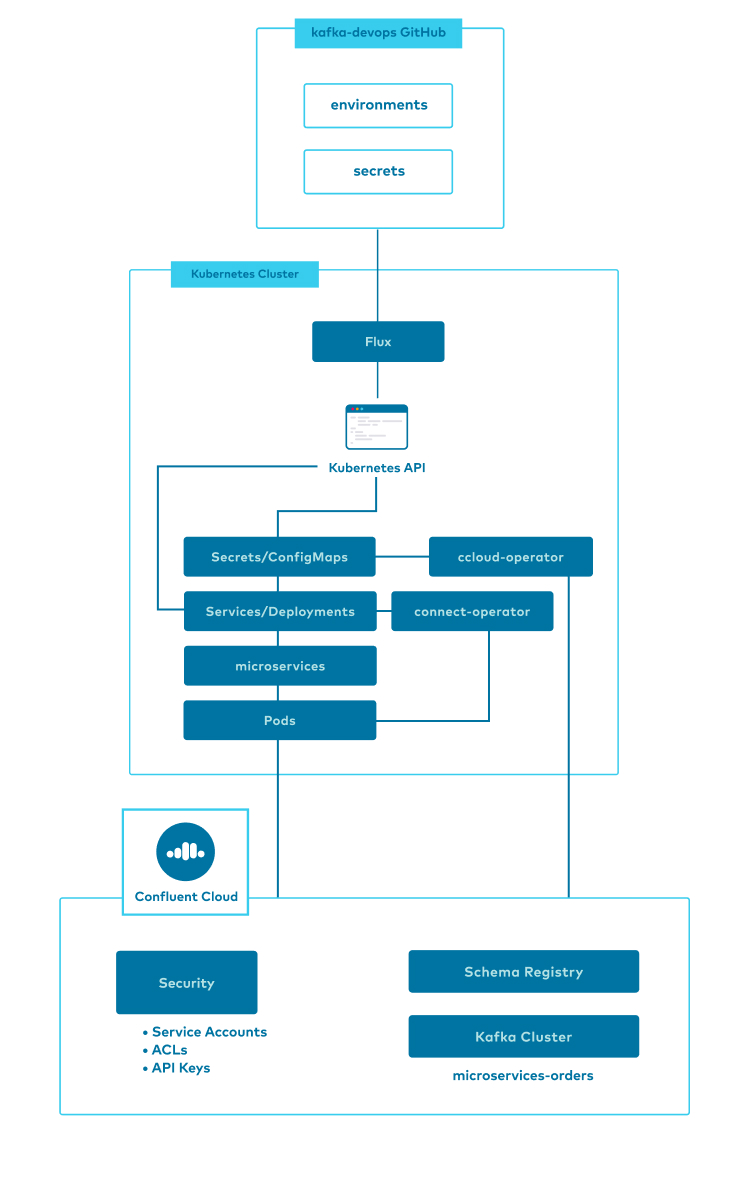 kafka-devops GitHub
environments
secrets
Kubernetes Cluster
Flux
Kubernetes API
Secrets/ConfigMaps
ccloud-operator
Services/Deployments
connect-operator
microservices
Pods
Confluent Cloud
Security
• Service Accounts
• ACLs
• API Keys
Schema Registry
Kafka Cluster
microservices-orders